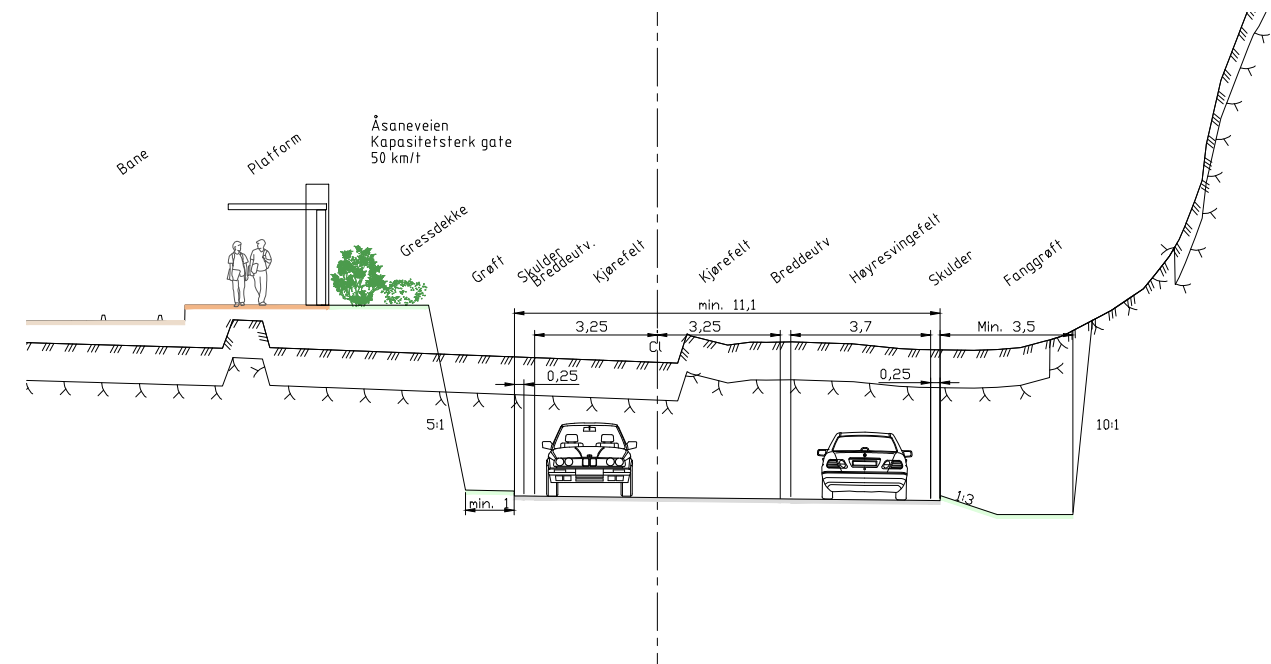 Åsaneveien
Kapasitetsterk gate
50 km/t
Bane
Platform
Gressdekke
Grøft
Skulder
Breddeutv.
Kjørefelt
Kjørefelt
Breddeutv
Høyresvingefelt
Skulder
Fanggrøft
min. 11,1
3,25
3,25
3,7
Min. 3,5
Cl
0,25
0,25
5:1
10:1
min. 1
1:3